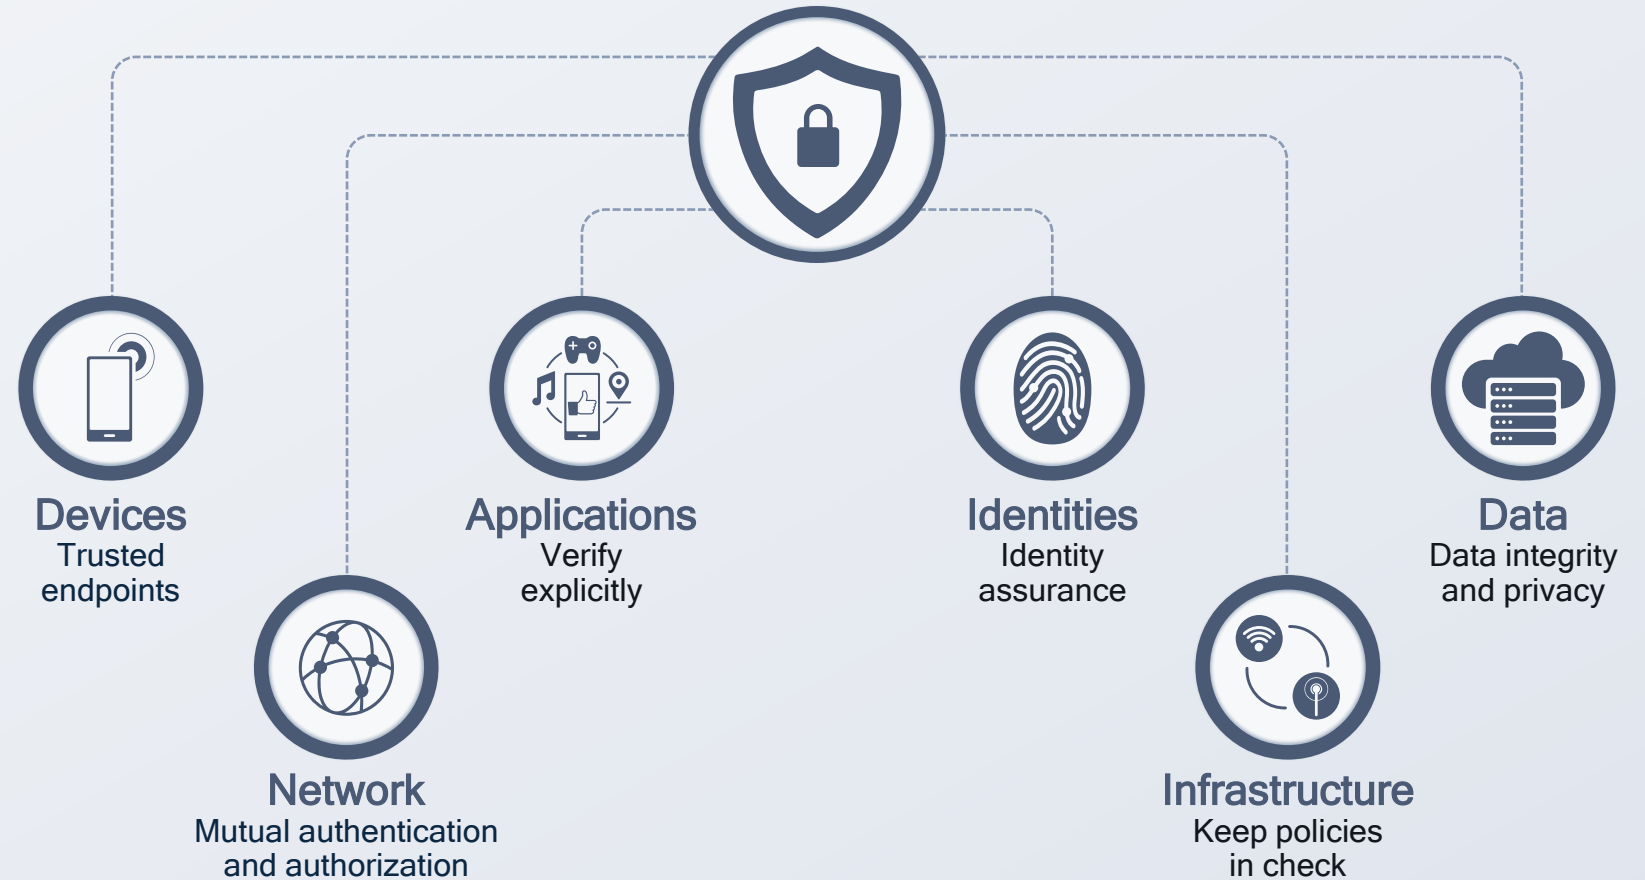 Devices
Trusted
endpoints
Applications
Verify
explicitly
Identities
Identity
assurance
Data
Data integrity
and privacy
Network
Mutual authentication
and authorization
Infrastructure
Keep policies
in check